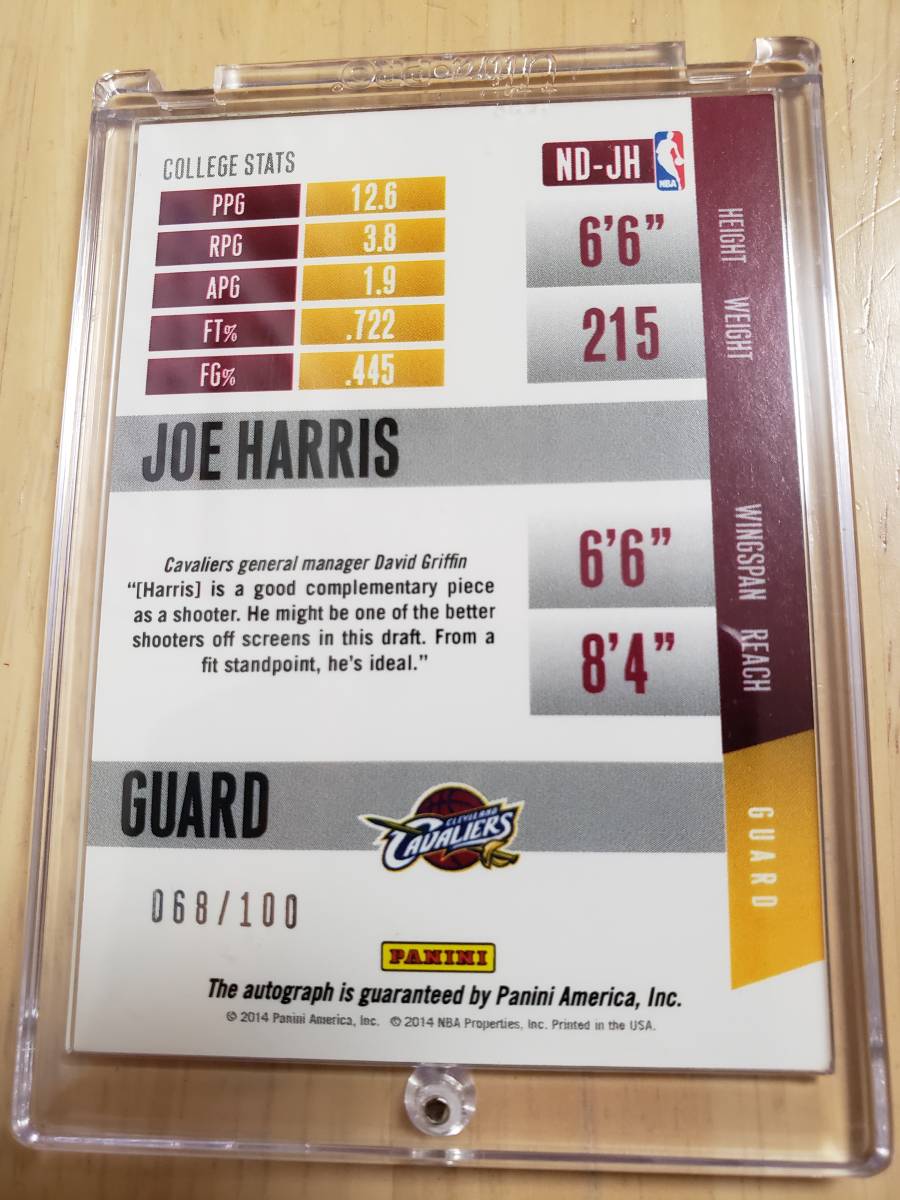 Ultra•PRO
COLLEGE STATS
PPG 12.6
RPG 3.8
APG 1.9
FT% .722
FG% .445
ND-JH
NBA
6’6”
HEIGHT
215
WEIGHT
JOE HARRIS
6’6”
WINGSPAN
8’4”
REACH
Cavaliers general manager David Griffin
“[Harris] is a good complementary piece
as a shooter. He might be one of the better
shooters off screens in this draft. From a
fit standpoint, he’s ideal.”
GUARD
CLEVELAND
CAVALIERS
GUARD
068/100
PANINI
The autograph is guaranteed by Panini America, Inc.
© 2014 Panini America, Inc. © 2014 NBA Properties, Inc. Printed in the USA.